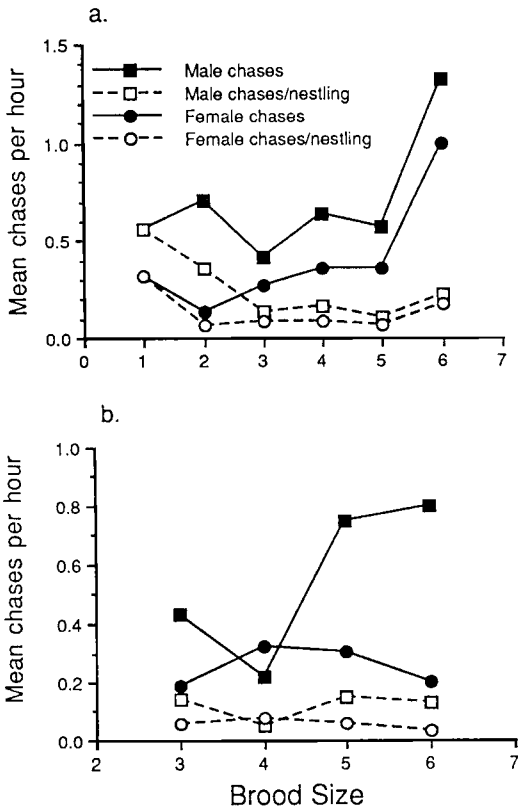 a.
1.5
1.0
0.5
0.0
Mean chases per hour
Male chases
Male chases/nestling
Female chases
Female chases/nestling
0 1 2 3 4 5 6 7
b.
1.0
0.8
0.6
0.4
0.2
0.0
Mean chases per hour
2 3 4 5 6 7
Brood Size